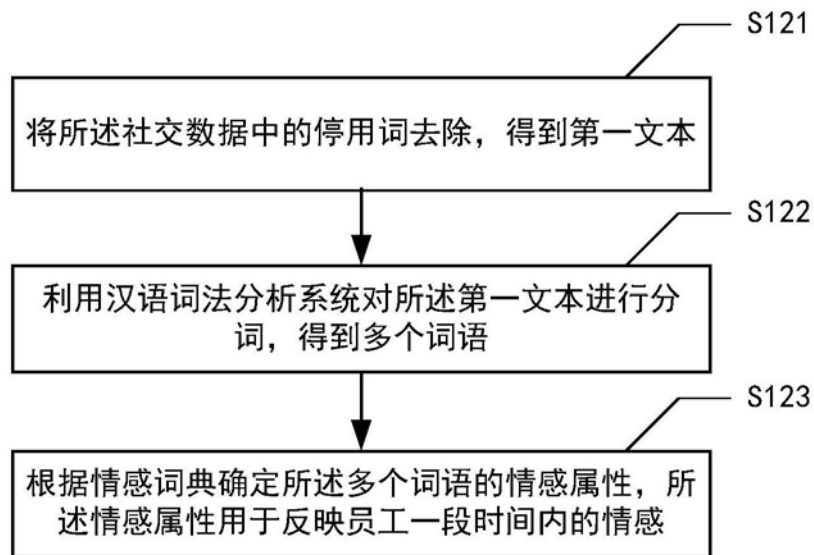 S121
将所述社交数据中的停用词去除，得到第一文本
S122
利用汉语词法分析系统对所述第一文本进行分
词，得到多个词语
S123
根据情感词典确定所述多个词语的情感属性，所
述情感属性用于反映员工一段时间内的情感